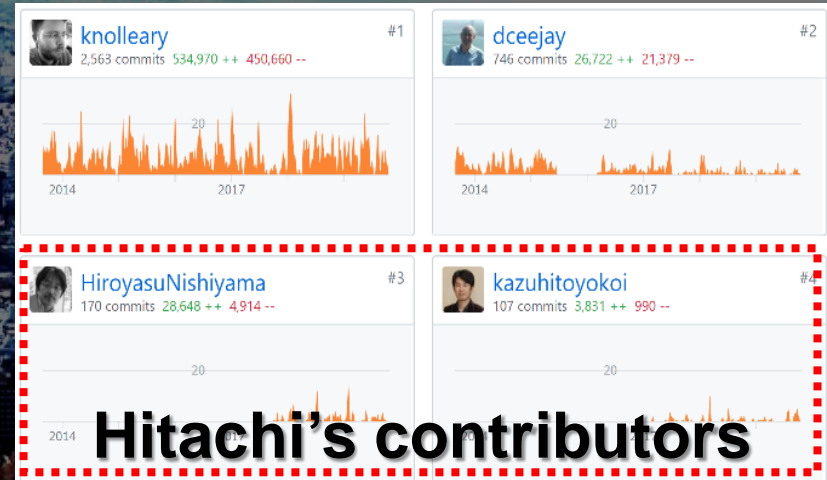 knolleary #1
2,563 commits 534,970 ++ 450,660 --
20
2014 2017
dceejay #2
746 commits 26,722 ++ 21,379 --
20
2014 2017
HiroyasuNishiyama #3
170 commits 28,648 ++ 4,914 --
20
2014
kazuhitoyokoi #4
107 commits 3,831 ++ 990 --
20
Hitachi's contributors